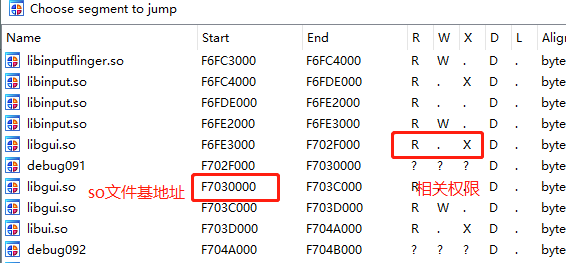 Choose segment to jump
Name Start End R W X D L Align
libinputflinger.so F6FC3000 F6FC4000 R W . D . byte
libinput.so F6FC4000 F6FDE000 R . X D . byte
libinput.so F6FDE000 F6FE2000 R . . D . byte
libinput.so F6FE2000 F6FE3000 R W . D . byte
libgui.so F6FE3000 F702F000 R . X D . byte
debug091 F702F000 F7030000 ? ? ? D . byte
libgui.so so文件基地址 F7030000 F703C000 R 相关权限 D . byte
libgui.so F703C000 F703D000 R W . D . byte
libui.so F703D000 F704A000 R . X D . byte
debug092 F704A000 F704B000 ? ? ? D . byte